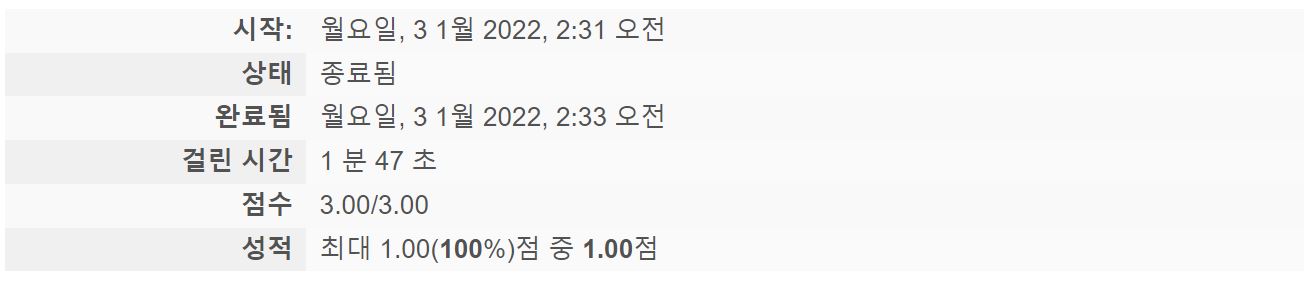 시작: 월요일, 3 1월 2022, 2:31 오전
상태 종료됨
완료됨 월요일, 3 1월 2022, 2:33 오전
걸린 시간 1 분 47 초
점수 3.00/3.00
성적 최대 1.00(100%)점 중 1.00점